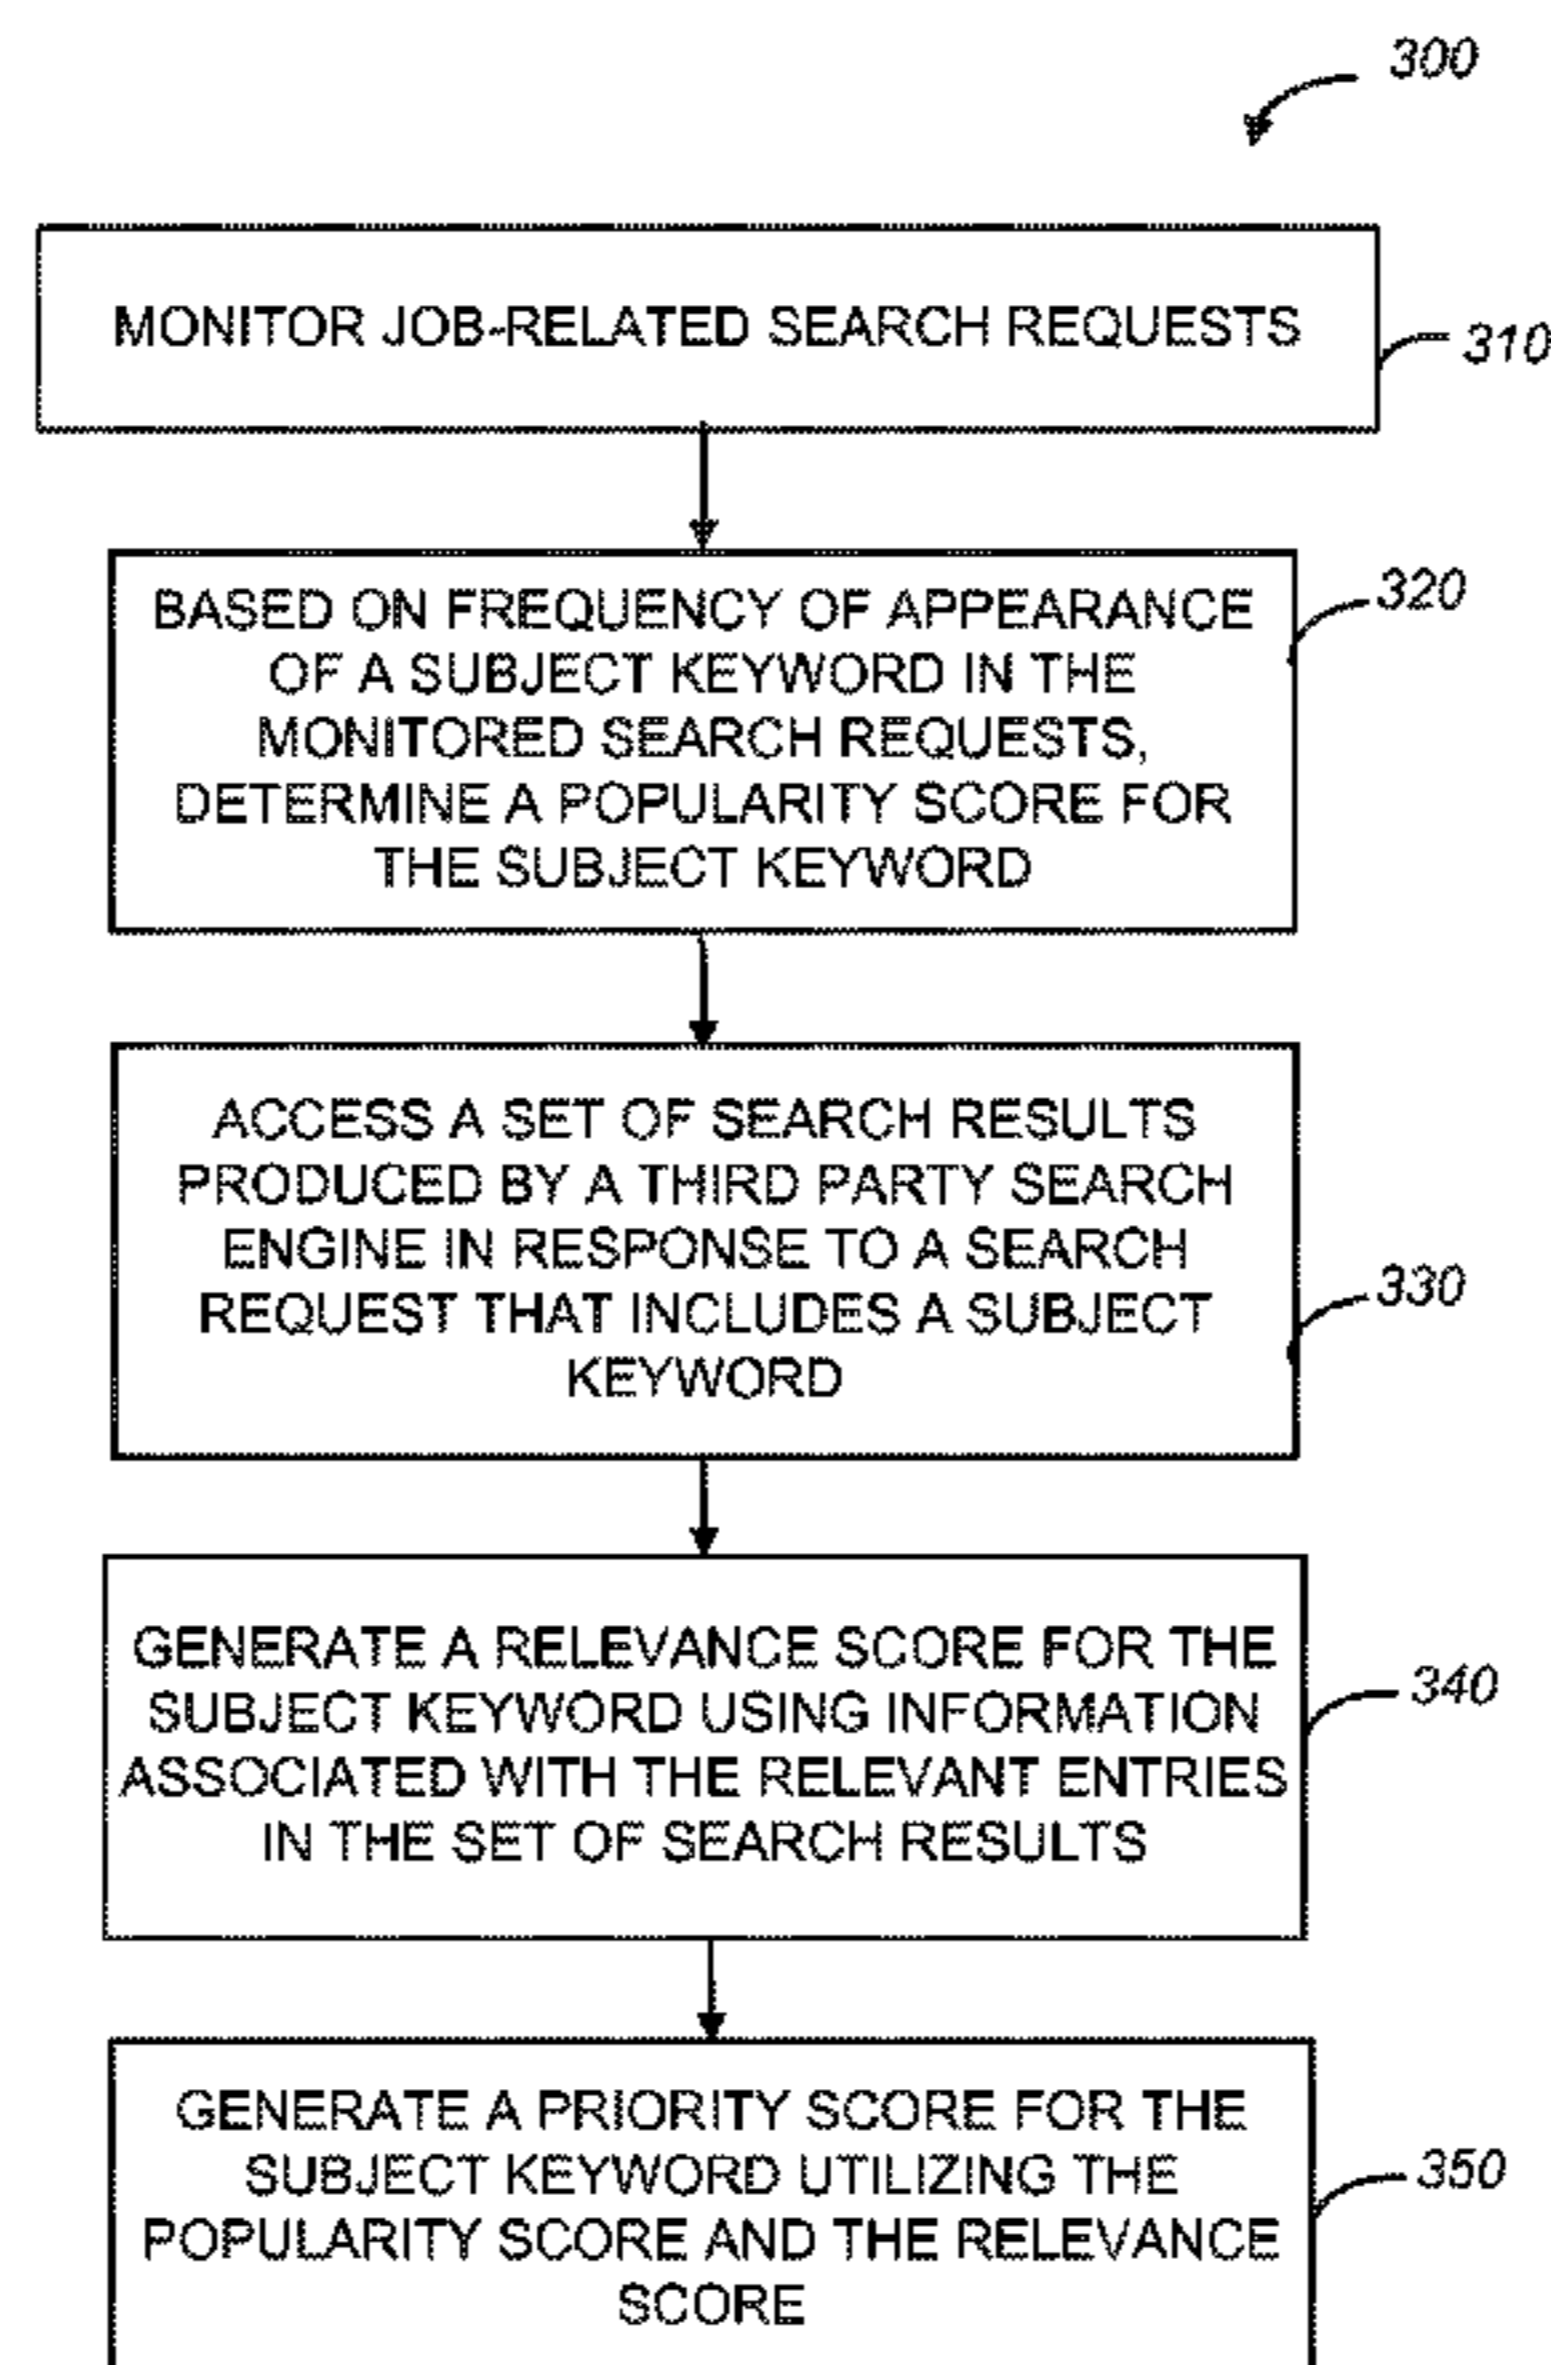 300
MONITOR JOB-RELATED SEARCH REQUESTS
310
BASED ON FREQUENCY OF APPEARANCE
OF A SUBJECT KEYWORD IN THE
MONITORED SEARCH REQUESTS,
DETERMINE A POPULARITY SCORE FOR
THE SUBJECT KEYWORD
320
ACCESS A SET OF SEARCH RESULTS
PRODUCED BY A THIRD PARTY SEARCH
ENGINE IN RESPONSE TO A SEARCH
REQUEST THAT INCLUDES A SUBJECT
KEYWORD
330
GENERATE A RELEVANCE SCORE FOR THE
SUBJECT KEYWORD USING INFORMATION
ASSOCIATED WITH THE RELEVANT ENTRIES
IN THE SET OF SEARCH RESULTS
340
GENERATE A PRIORITY SCORE FOR THE
SUBJECT KEYWORD UTILIZING THE
POPULARITY SCORE AND THE RELEVANCE
SCORE
350